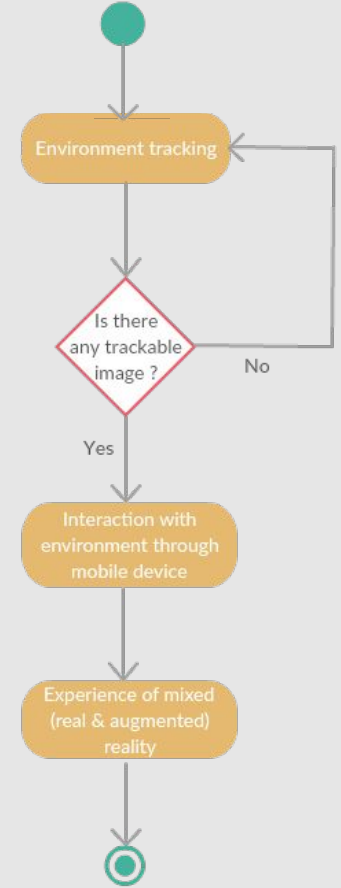 Environment tracking
Is there
any trackable
image ?
No
Yes
Interaction with
environment through
mobile device
Experience of mixed
(real & augmented)
reality